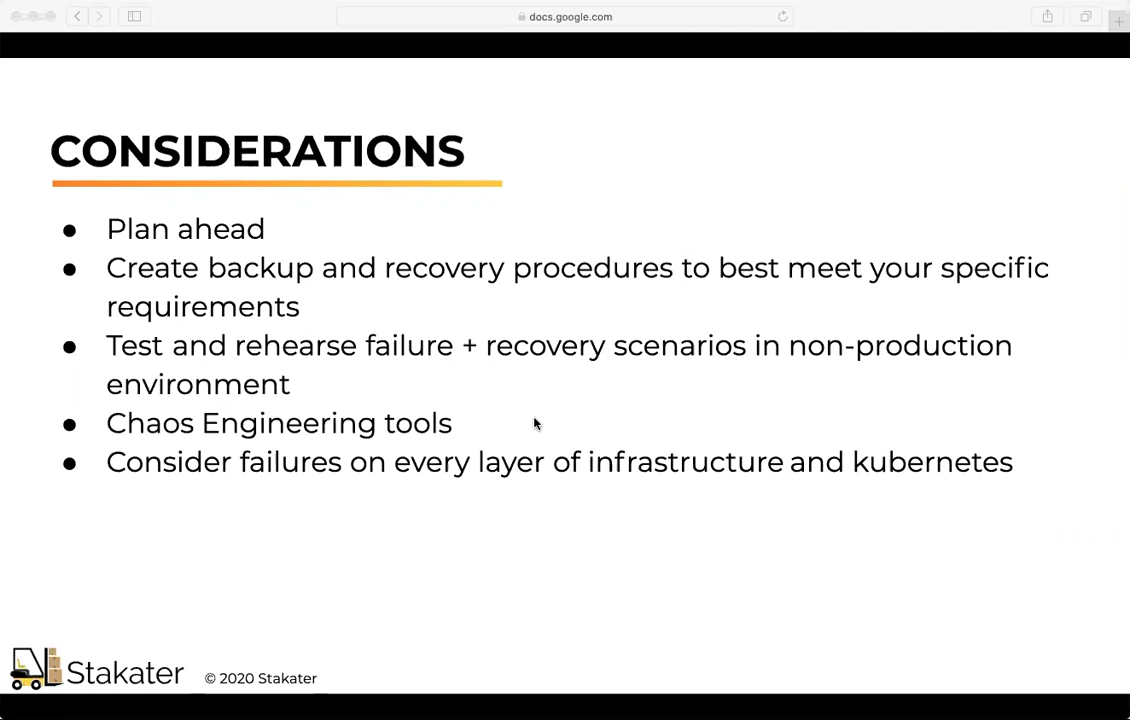 docs.google.com
CONSIDERATIONS
● Plan ahead
● Create backup and recovery procedures to best meet your specific
requirements
● Test and rehearse failure + recovery scenarios in non-production
environment
● Chaos Engineering tools
● Consider failures on every layer of infrastructure and kubernetes
Stakater © 2020 Stakater